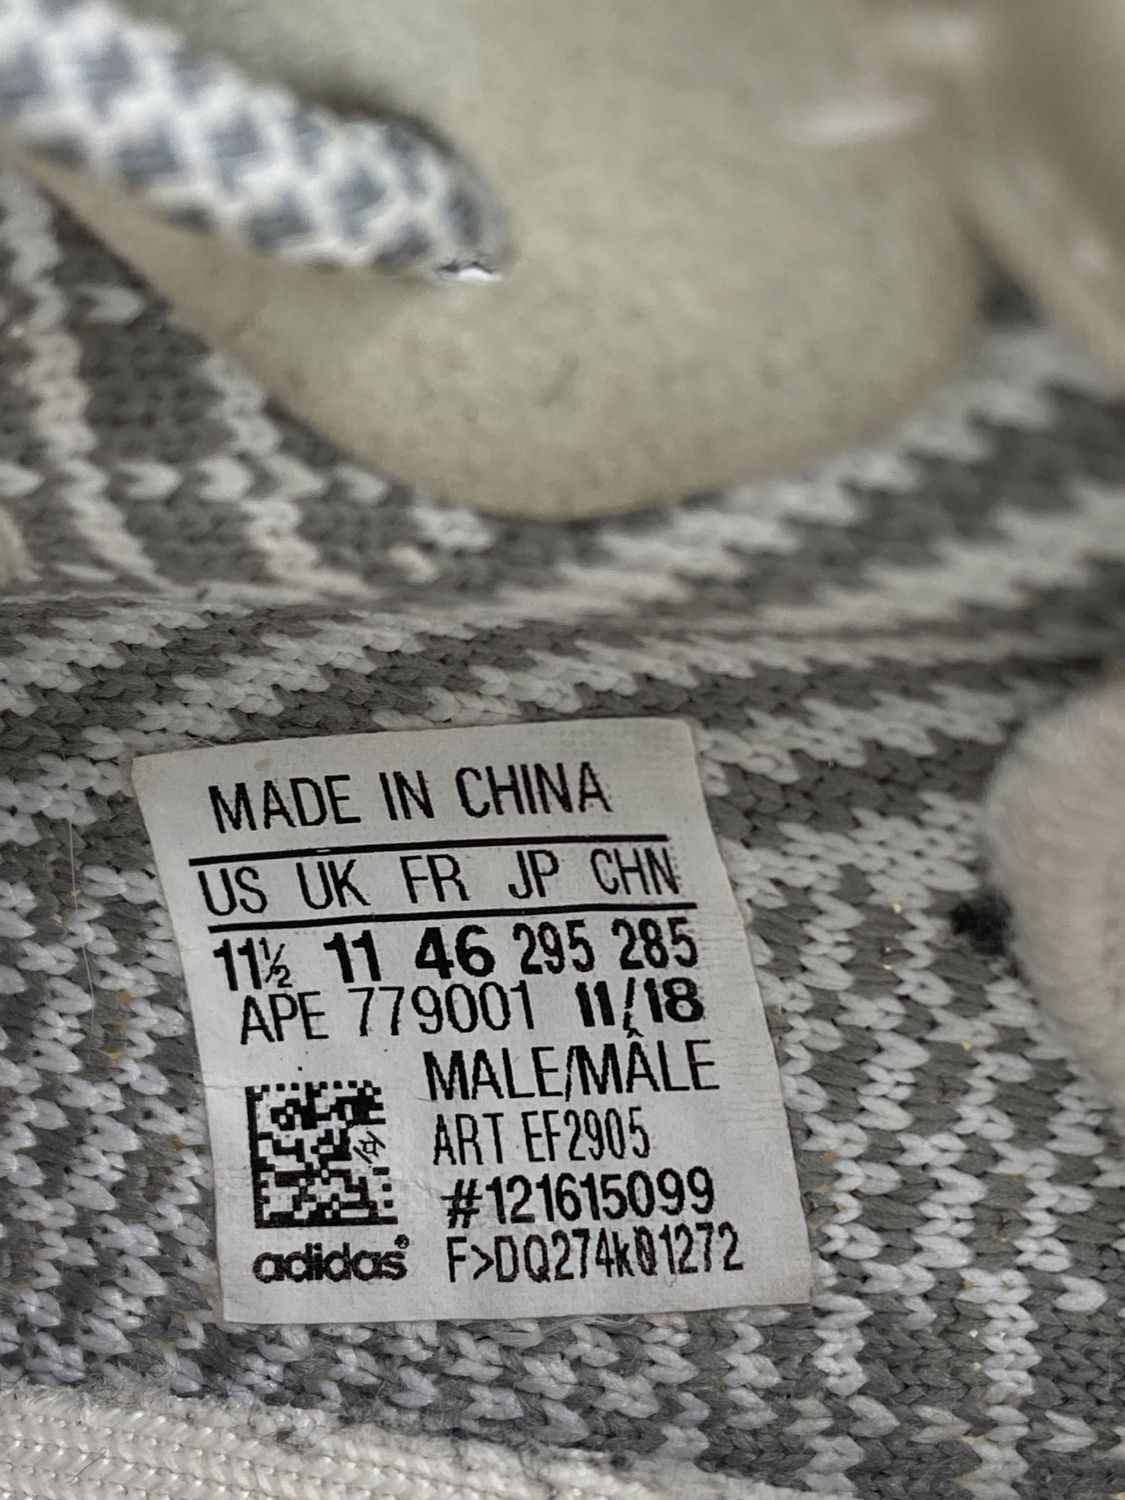 MADE IN CHINA
US UK FR JP CHN
11½ 11 46 295 285
APE 779001 11/18
MALE/MÂLE
ART EF2905
#121615099
adidas® F>DQ274k01272